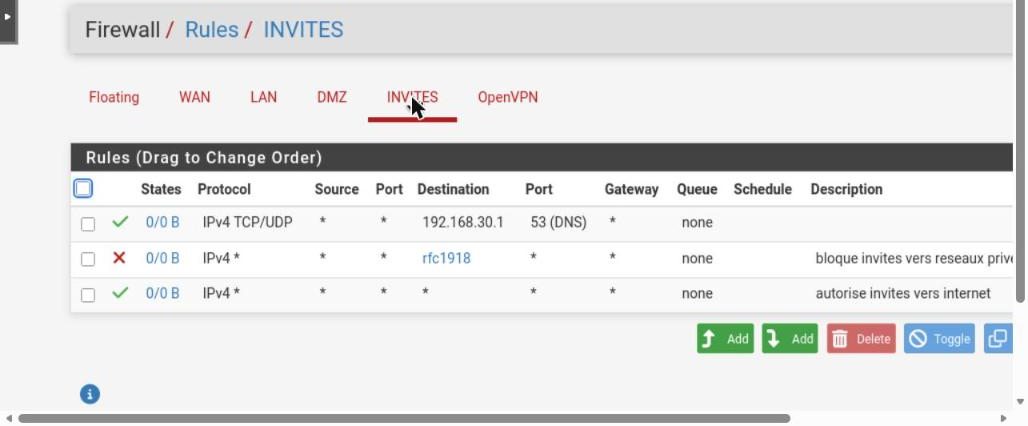 Firewall / Rules / INVITES
Floating WAN LAN DMZ INVITES OpenVPN
Rules (Drag to Change Order)
States Protocol Source Port Destination Port Gateway Queue Schedule Description
0/0 B IPv4 TCP/UDP * * 192.168.30.1 53 (DNS) * none
0/0 B IPv4 * * * rfc1918 * * none bloque invites vers reseaux prive
0/0 B IPv4 * * * * * * none autorise invites vers internet
Add Add Delete Toggle